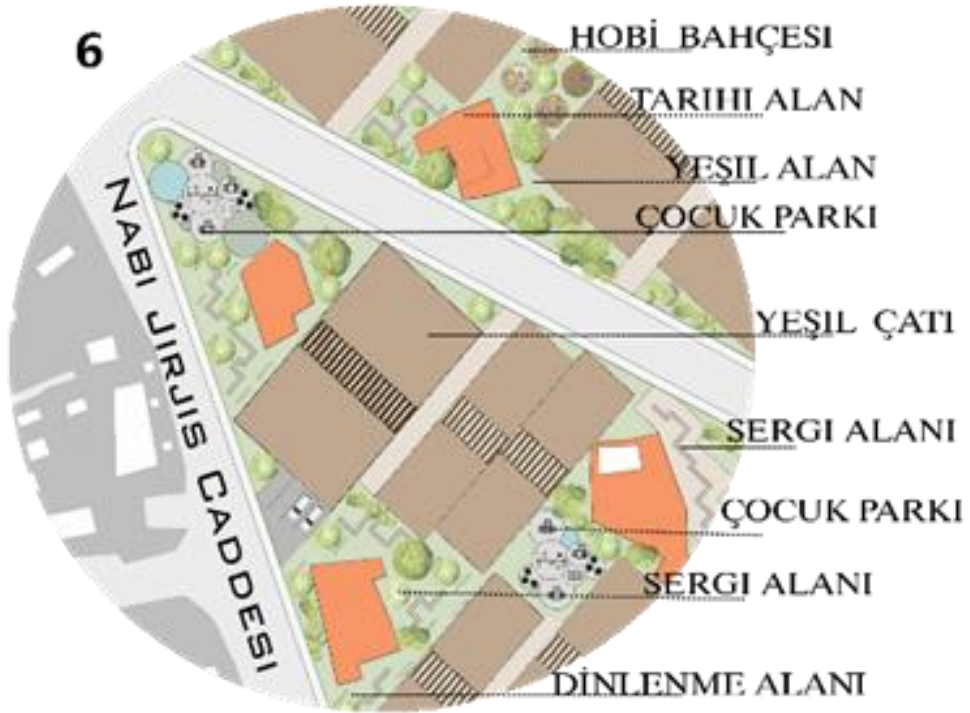 6
HOBİ BAHÇESI
TARIHI ALAN
YEŞIL ALAN
ÇOCUK PARKI
NABI JIRJIS CADDESI
YEŞIL ÇATI
SERGI ALANI
ÇOCUK PARKI
SERGI ALANI
DİNLENME ALANI